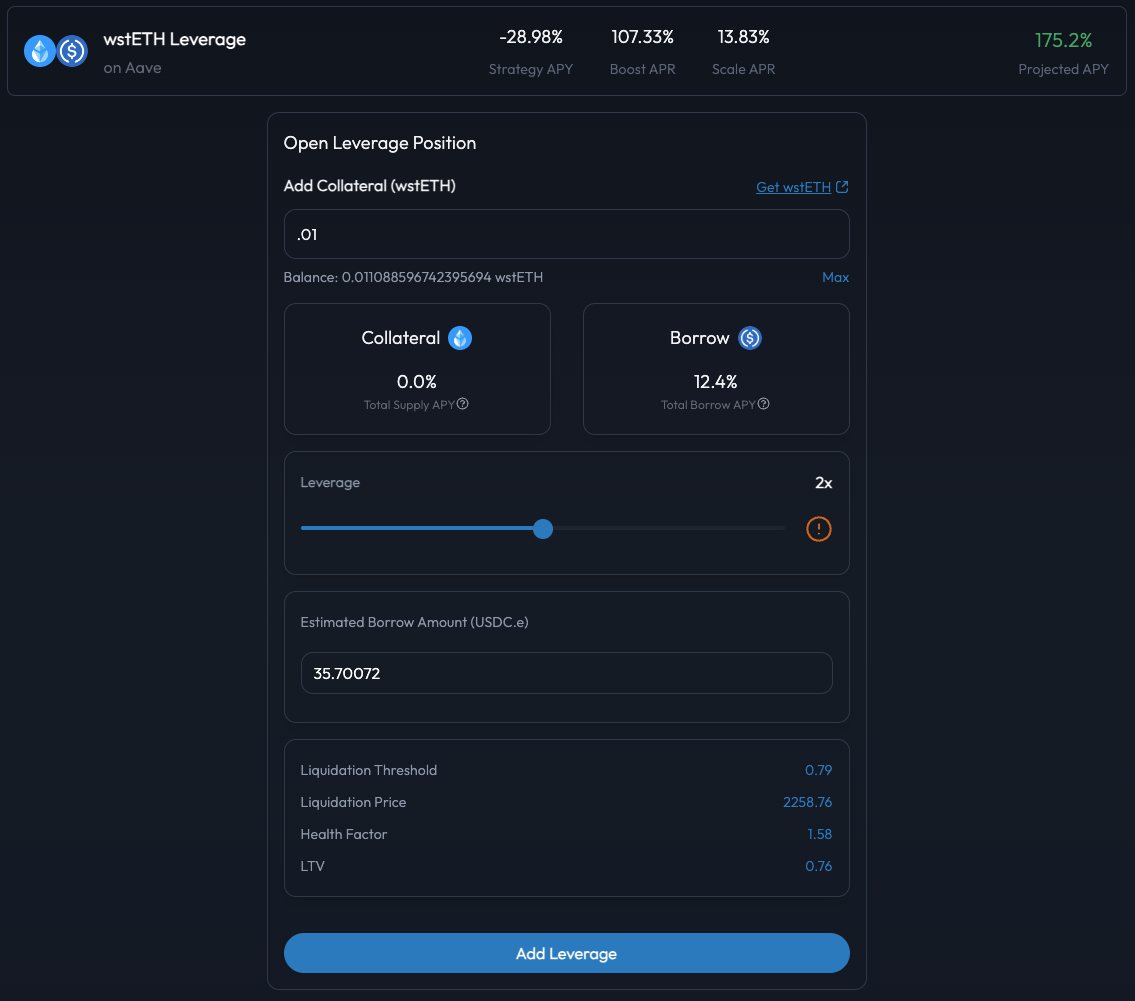 wstETH Leverage
on Aave
-28.98%
Strategy APY
107.33%
Boost APR
13.83%
Scale APR
175.2%
Projected APY
Open Leverage Position
Add Collateral (wstETH)
Get wstETH
.01
Balance: 0.011088596742395694 wstETH
Max
Collateral
0.0%
Total Supply APY
Borrow
12.4%
Total Borrow APY
Leverage
2x
Estimated Borrow Amount (USDC.e)
35.70072
Liquidation Threshold
0.79
Liquidation Price
2258.76
Health Factor
1.58
LTV
0.76
Add Leverage